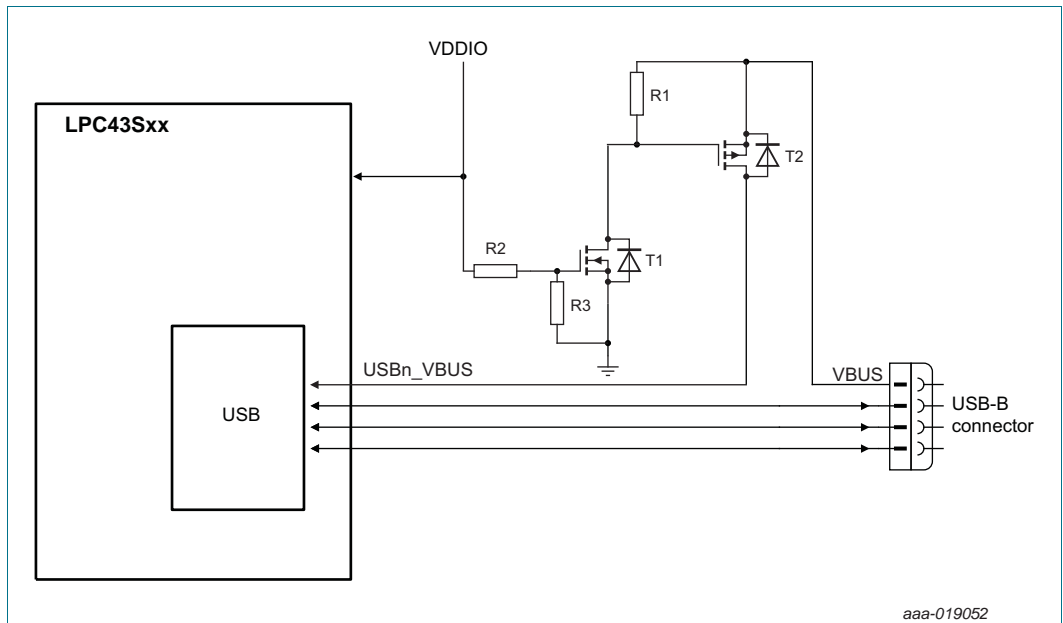 VDDIO
R1
LPC43Sxx
T2
R2
T1
R3
USBn_VBUS
VBUS
USB
USB-B
connector
aaa-019052